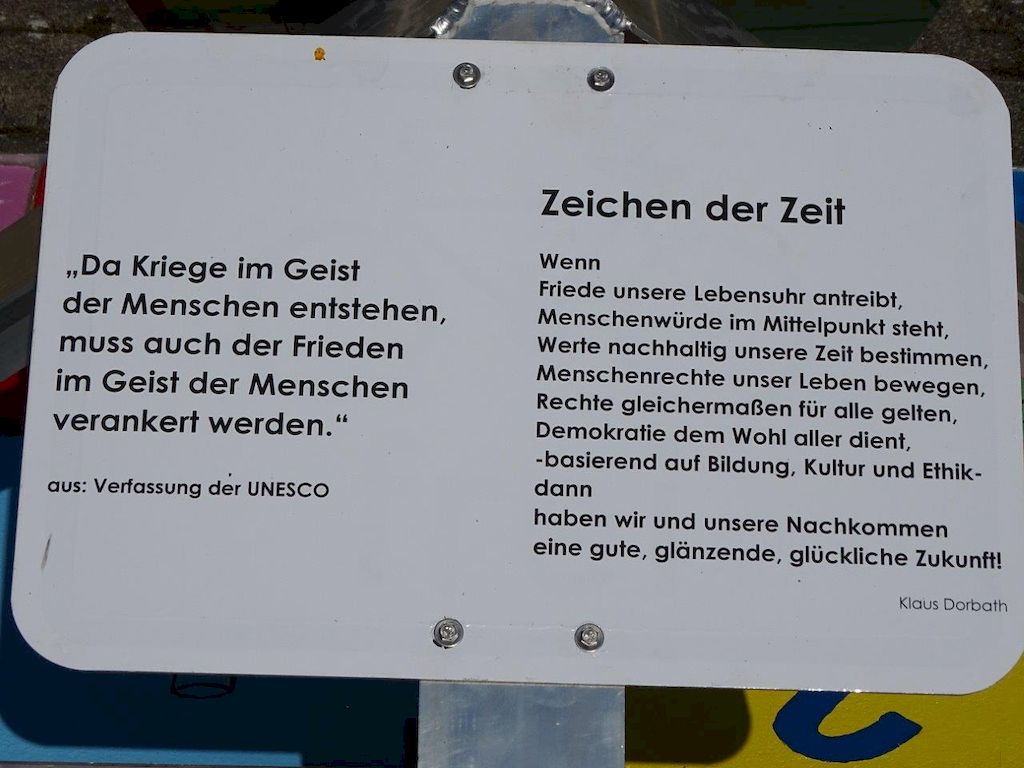 „Da Kriege im Geist
der Menschen entstehen,
muss auch der Frieden
im Geist der Menschen
verankert werden.“
aus: Verfassung der UNESCO
Zeichen der Zeit
Wenn
Friede unsere Lebensuhr antreibt,
Menschenwürde im Mittelpunkt steht,
Werte nachhaltig unsere Zeit bestimmen,
Menschenrechte unser Leben bewegen,
Rechte gleichermaßen für alle gelten,
Demokratie dem Wohl aller dient,
-basierend auf Bildung, Kultur und Ethik-
dann
haben wir und unsere Nachkommen
eine gute, glänzende, glückliche Zukunft!
Klaus Dorbath